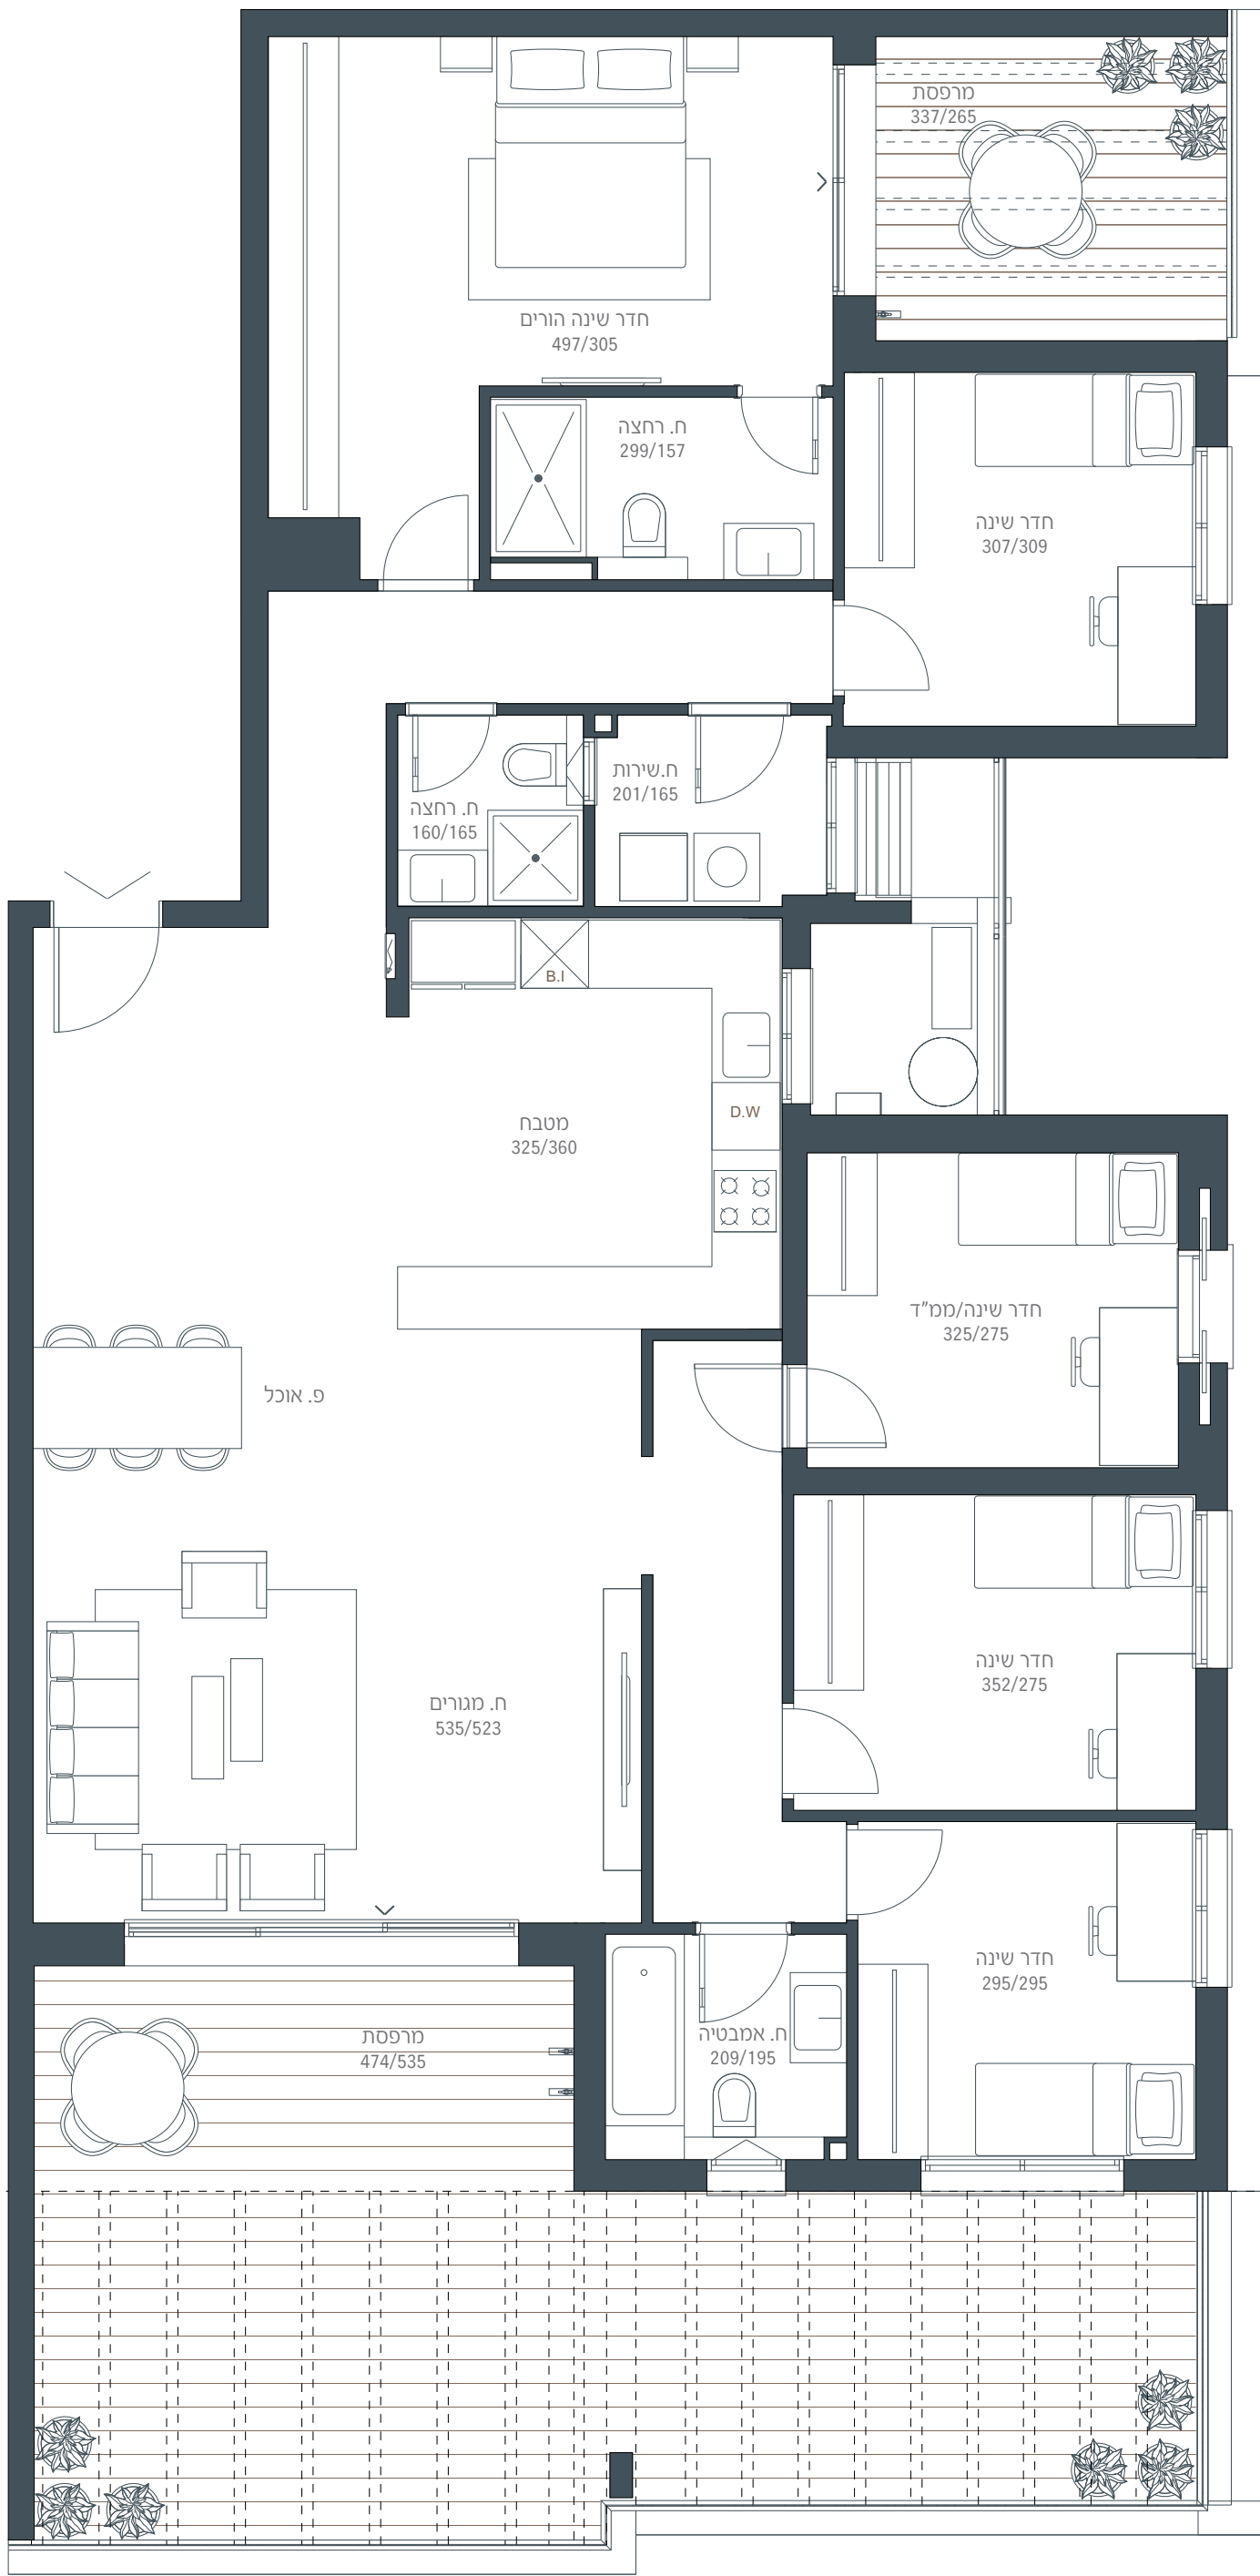 מרפסת
337/265
חדר שינה הורים
497/305
ח. רחצה
299/157
חדר שינה
307/309
ח.שירות
201/165
ח. רחצה
160/165
B.I
D.W
מטבח
325/360
חדר שינה/ממ"ד
325/275
פ. אוכל
חדר שינה
352/275
ח. מגורים
535/523
חדר שינה
295/295
ח. אמבטיה
209/195
מרפסת
474/535